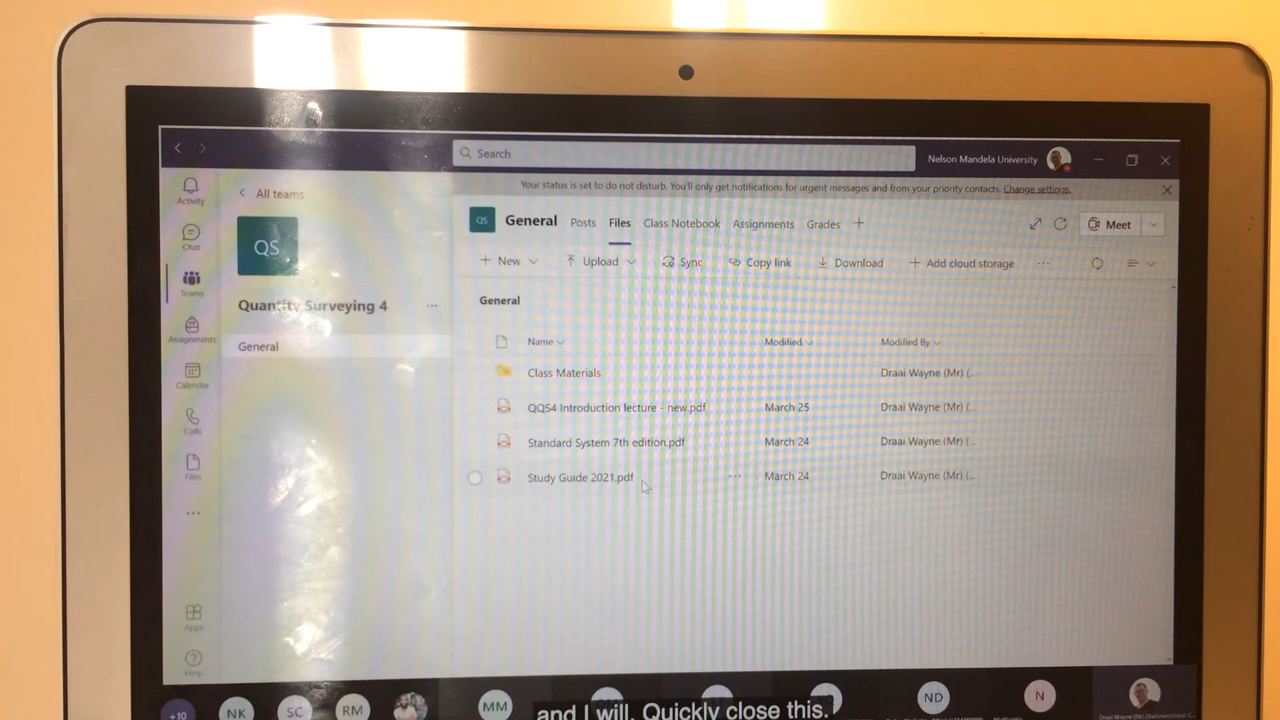 Search
Nelson Mandela University
Your status is set to do not disturb. You'll only get notifications for urgent messages and from your priority contacts. Change settings.
Activity
Chat
Teams
Assignments
Calendar
Calls
Files
Apps
Help
All teams
QS
Quantity Surveying 4
General
QS
General Posts Files Class Notebook Assignments Grades
Meet
New Upload Sync Copy link Download Add cloud storage
General
Name Modified Modified By
Class Materials Draai Wayne (Mr) (...
QQS4 Introduction lecture - new.pdf March 25 Draai Wayne (Mr) (...
Standard System 7th edition.pdf March 24 Draai Wayne (Mr) (...
Study Guide 2021.pdf March 24 Draai Wayne (Mr) (...
+10 NK SC RM MM ND N
and I will. Quickly close this.